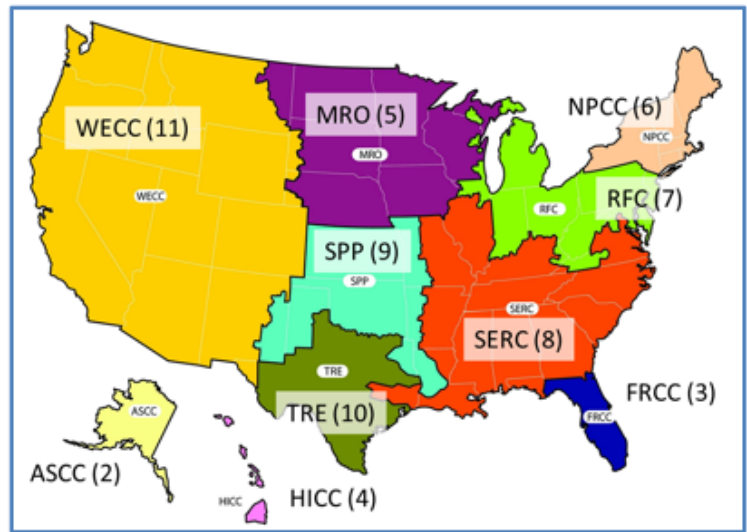 WECC (11)
WECC
MRO (5)
MRO
NPCC (6)
NPCC
RFC
RFC (7)
SPP (9)
SPP
SERC
SERC (8)
TRE
TRE (10)
FRCC
FRCC (3)
ASCC
ASCC (2)
HICC
HICC (4)